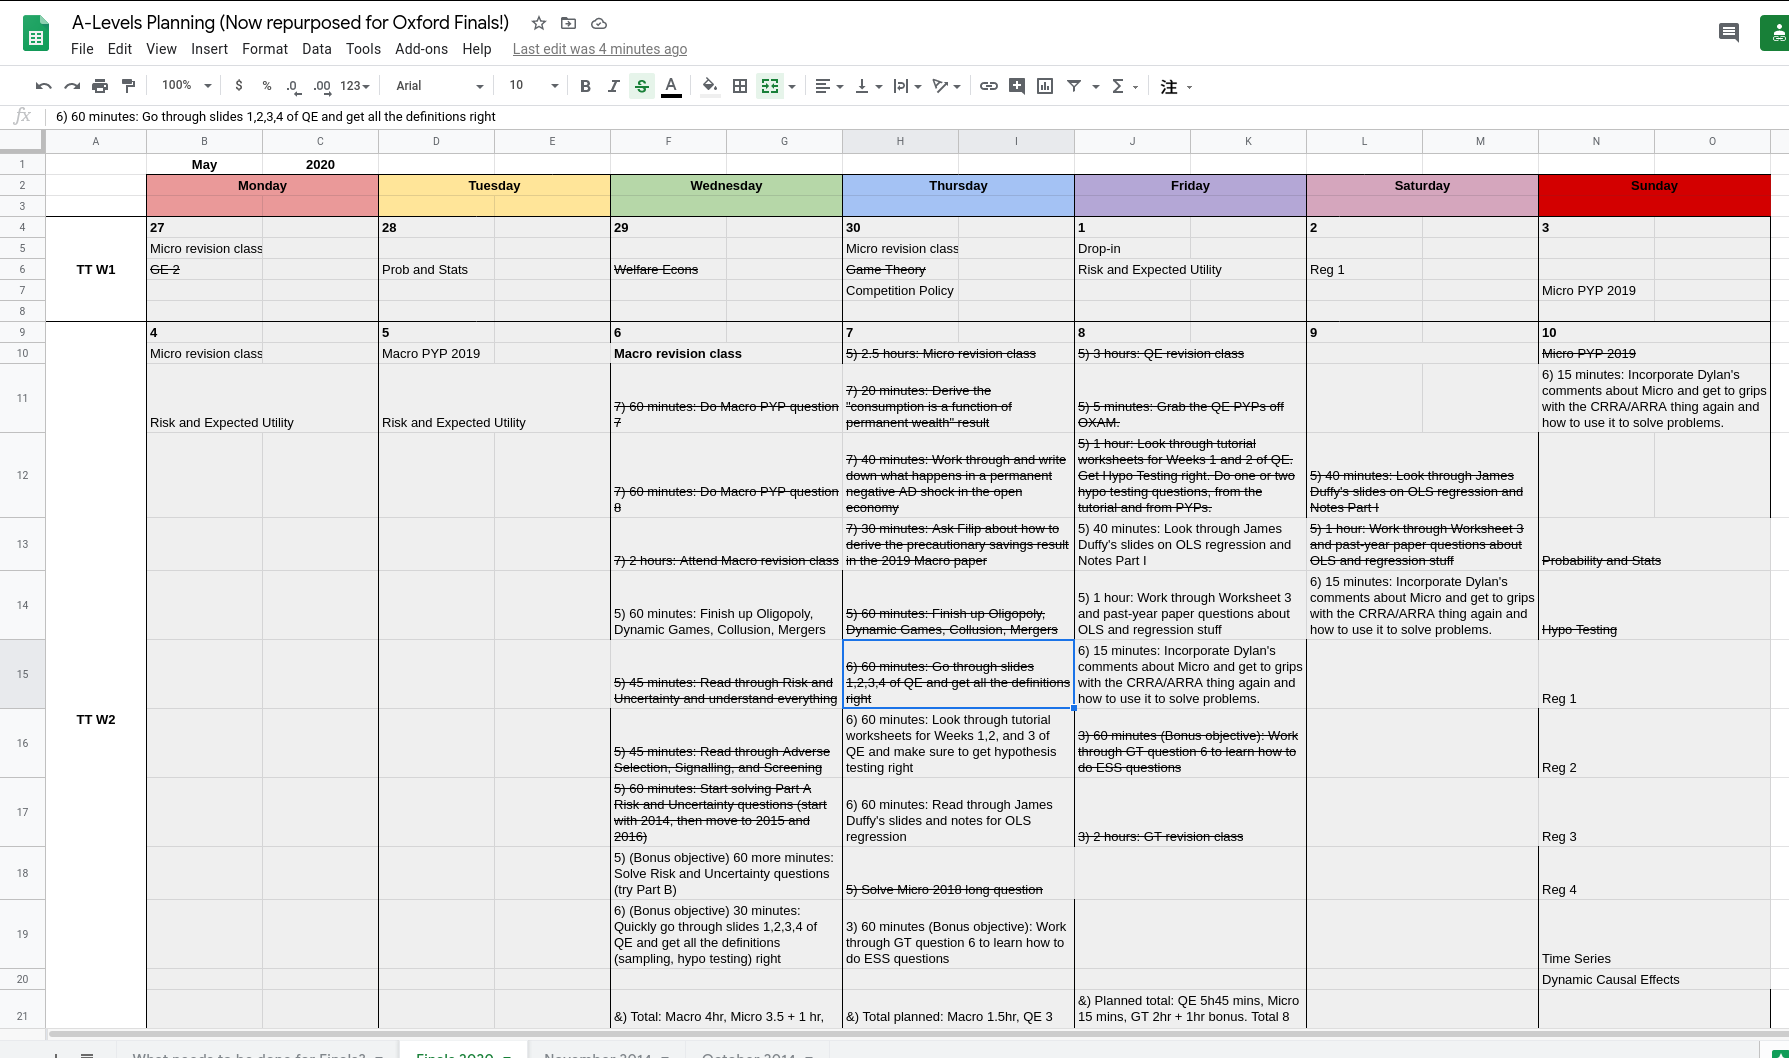 A-Levels Planning (Now repurposed for Oxford Finals!)
File Edit View Insert Format Data Tools Add-ons Help Last edit was 4 minutes ago
100% $ % .0 .00 123 Arial 10 B I S A Σ 注
fx 6) 60 minutes: Go through slides 1,2,3,4 of QE and get all the definitions right
A B C D E F G H I J K L M N O
1 May 2020
2 Monday Tuesday Wednesday Thursday Friday Saturday Sunday
3
4 27 28 29 30 1 2 3
5 Micro revision class Micro revision class Drop-in
6 TT W1 GE 2 Prob and Stats Welfare Econs Game Theory Risk and Expected Utility Reg 1
7 Competition Policy Micro PYP 2019
8
9 4 5 6 7 8 9 10
10 Micro revision class Macro PYP 2019 Macro revision class 5) 2.5 hours: Micro revision class 5) 3 hours: QE revision class Micro PYP 2019
11
Risk and Expected Utility
Risk and Expected Utility
7) 60 minutes: Do Macro PYP question
7
7) 20 minutes: Derive the
"consumption is a function of
permanent wealth" result
5) 5 minutes: Grab the QE PYPs off
OXAM.
6) 15 minutes: Incorporate Dylan's
comments about Micro and get to grips
with the CRRA/ARRA thing again and
how to use it to solve problems.
12
7) 60 minutes: Do Macro PYP question
8
7) 40 minutes: Work through and write
down what happens in a permanent
negative AD shock in the open
economy
5) 1 hour: Look through tutorial
worksheets for Weeks 1 and 2 of QE.
Get Hypo Testing right. Do one or two
hypo testing questions, from the
tutorial and from PYPs.
5) 40 minutes: Look through James
Duffy's slides on OLS regression and
Notes Part I
13
7) 2 hours: Attend Macro revision class
7) 30 minutes: Ask Filip about how to
derive the precautionary savings result
in the 2019 Macro paper
5) 40 minutes: Look through James
Duffy's slides on OLS regression and
Notes Part I
5) 1 hour: Work through Worksheet 3
and past-year paper questions about
OLS and regression stuff
Probability and Stats
14
5) 60 minutes: Finish up Oligopoly,
Dynamic Games, Collusion, Mergers
5) 60 minutes: Finish up Oligopoly,
Dynamic Games, Collusion, Mergers
5) 1 hour: Work through Worksheet 3
and past-year paper questions about
OLS and regression stuff
6) 15 minutes: Incorporate Dylan's
comments about Micro and get to grips
with the CRRA/ARRA thing again and
how to use it to solve problems.
Hypo Testing
15
5) 45 minutes: Read through Risk and
Uncertainty and understand everything
6) 60 minutes: Go through slides
1,2,3,4 of QE and get all the definitions
right
6) 15 minutes: Incorporate Dylan's
comments about Micro and get to grips
with the CRRA/ARRA thing again and
how to use it to solve problems.
Reg 1
TT W2
16
5) 45 minutes: Read through Adverse
Selection, Signalling, and Screening
6) 60 minutes: Look through tutorial
worksheets for Weeks 1,2, and 3 of
QE and make sure to get hypothesis
testing right
3) 60 minutes (Bonus objective): Work
through GT question 6 to learn how to
do ESS questions
Reg 2
17
5) 60 minutes: Start solving Part A
Risk and Uncertainty questions (start
with 2014, then move to 2015 and
2016)
6) 60 minutes: Read through James
Duffy's slides and notes for OLS
regression
3) 2 hours: GT revision class
Reg 3
18
5) (Bonus objective) 60 more minutes:
Solve Risk and Uncertainty questions
(try Part B)
5) Solve Micro 2018 long question
Reg 4
19
6) (Bonus objective) 30 minutes:
Quickly go through slides 1,2,3,4 of
QE and get all the definitions
(sampling, hypo testing) right
3) 60 minutes (Bonus objective): Work
through GT question 6 to learn how to
do ESS questions
Time Series
20 Dynamic Causal Effects
21
&) Total: Macro 4hr, Micro 3.5 + 1 hr,
&) Total planned: Macro 1.5hr, QE 3
&) Planned total: QE 5h45 mins, Micro
15 mins, GT 2hr + 1hr bonus. Total 8
What needs to be done for Finals? Finals 2020 November 2014 October 2014